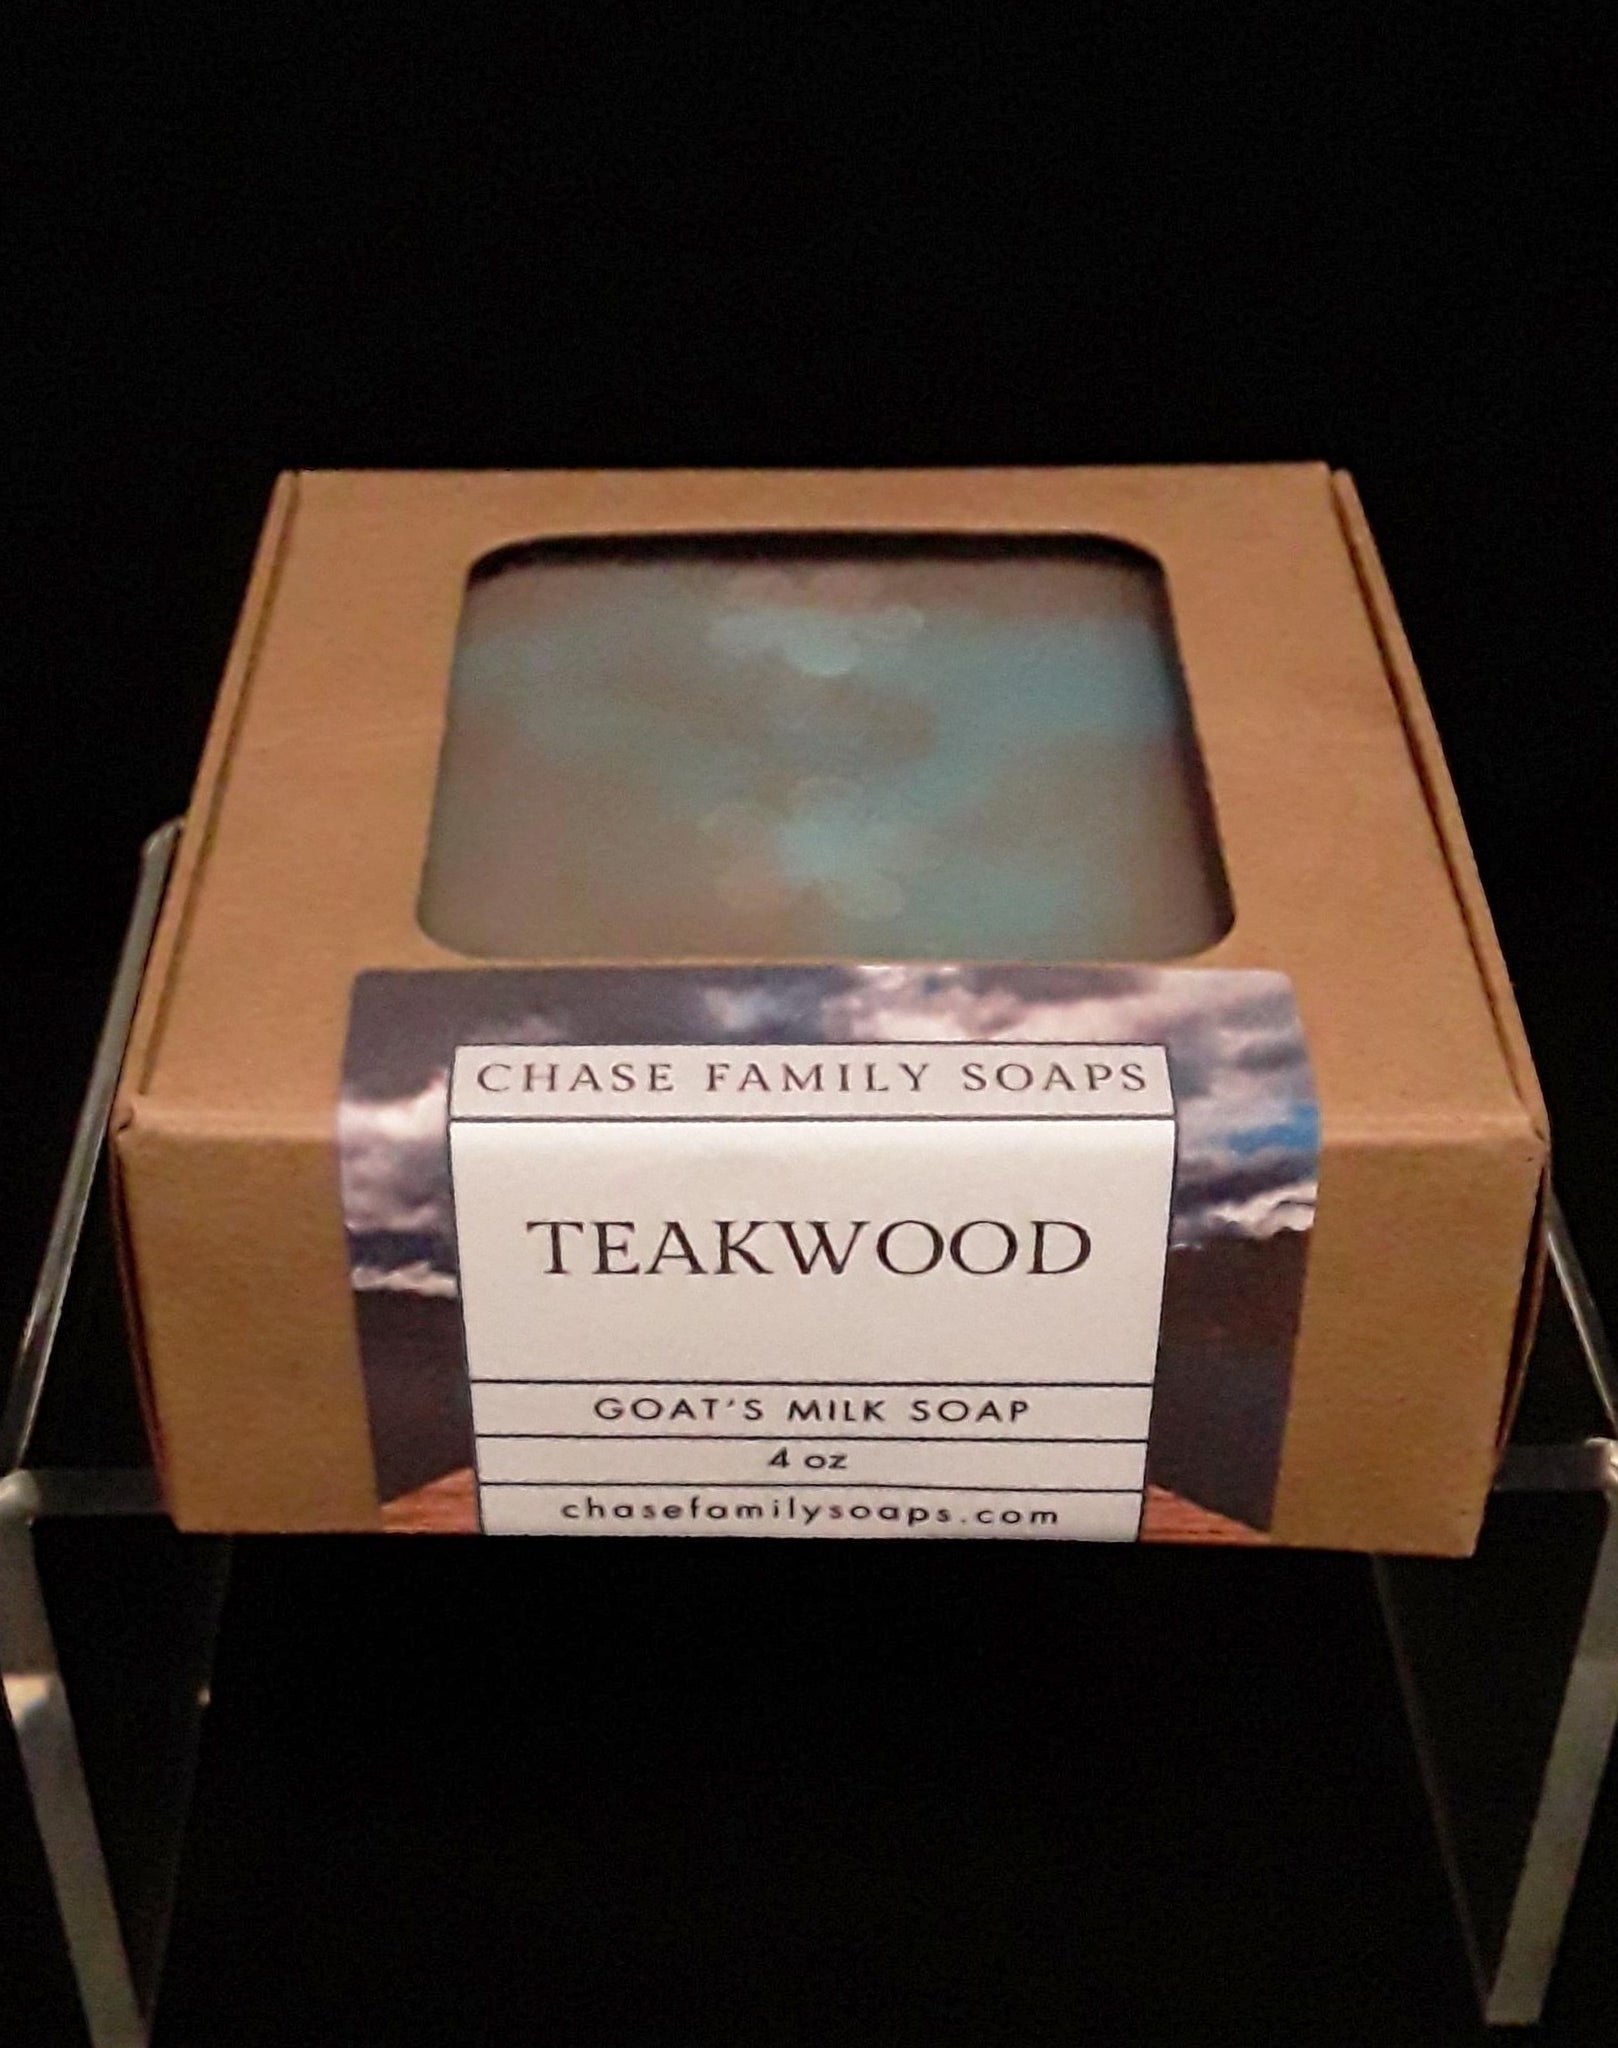 CHASE FAMILY SOAPS
TEAKWOOD
GOAT'S MILK SOAP
4 oz
chasefamilysoaps.com